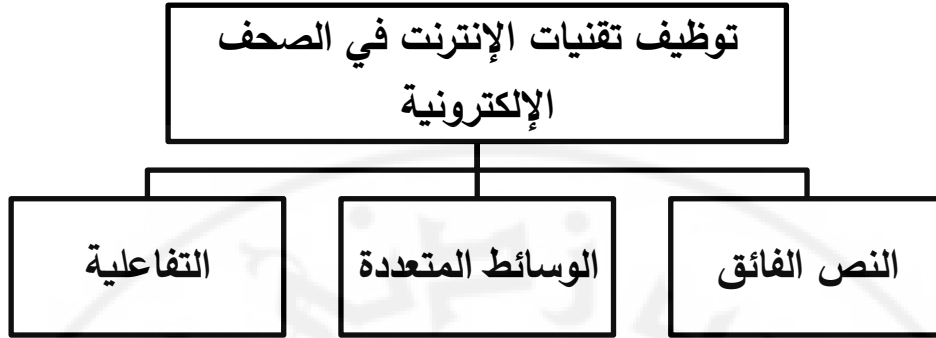 توظيف تقنيات الإنترنت في الصحف
الإلكترونية
النص الفائق
الوسائط المتعددة
التفاعلية